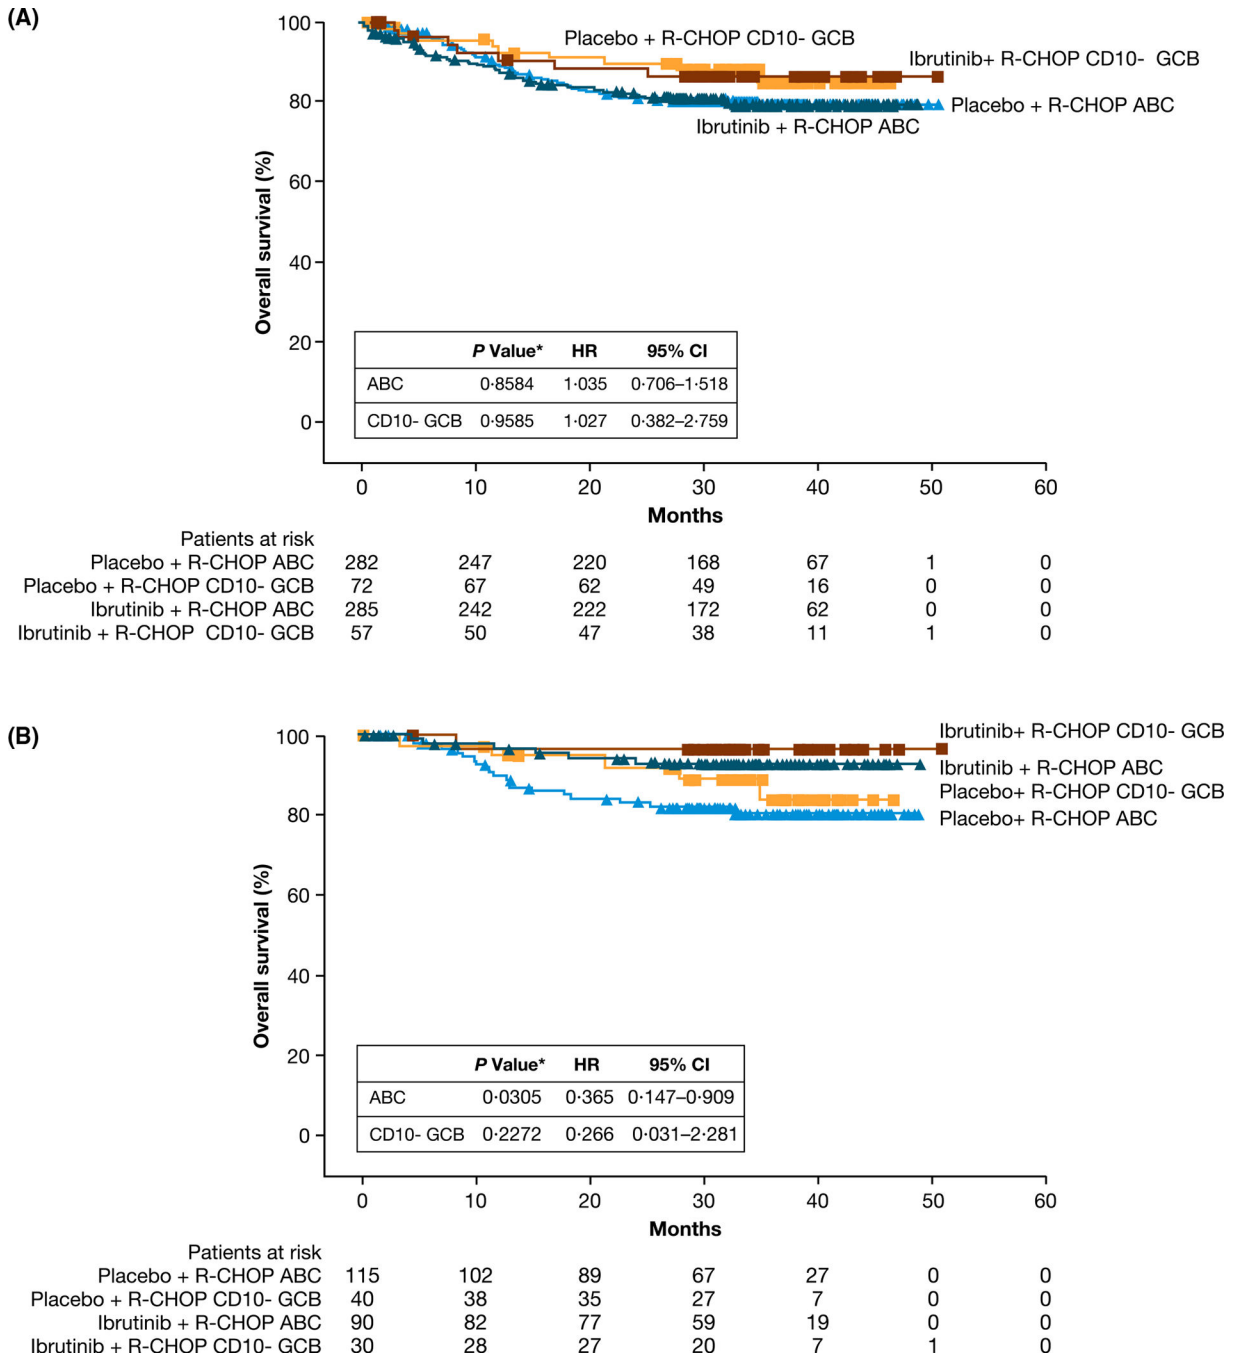 (A)
100
80
60
40
20
0
Overall survival (%)
Placebo + R-CHOP CD10- GCB
Ibrutinib+ R-CHOP CD10-  GCB
Placebo + R-CHOP ABC
Ibrutinib + R-CHOP ABC
P Value* HR 95% CI
ABC 0·8584 1·035 0·706–1·518
CD10- GCB 0·9585 1·027 0·382–2·759
0 10 20 30 40 50 60
Months
Patients at risk
Placebo + R-CHOP ABC 282 247 220 168 67 1 0
Placebo + R-CHOP CD10- GCB 72 67 62 49 16 0 0
Ibrutinib + R-CHOP ABC 285 242 222 172 62 0 0
Ibrutinib + R-CHOP  CD10- GCB 57 50 47 38 11 1 0
(B)
100
80
60
40
20
0
Overall survival (%)
Ibrutinib+ R-CHOP CD10- GCB
Ibrutinib + R-CHOP ABC
Placebo+ R-CHOP CD10- GCB
Placebo+ R-CHOP ABC
P Value* HR 95% CI
ABC 0·0305 0·365 0·147–0·909
CD10- GCB 0·2272 0·266 0·031–2·281
0 10 20 30 40 50 60
Months
Patients at risk
Placebo + R-CHOP ABC 115 102 89 67 27 0 0
Placebo + R-CHOP CD10- GCB 40 38 35 27 7 0 0
Ibrutinib + R-CHOP ABC 90 82 77 59 19 0 0
Ibrutinib + R-CHOP CD10- GCB 30 28 27 20 7 1 0